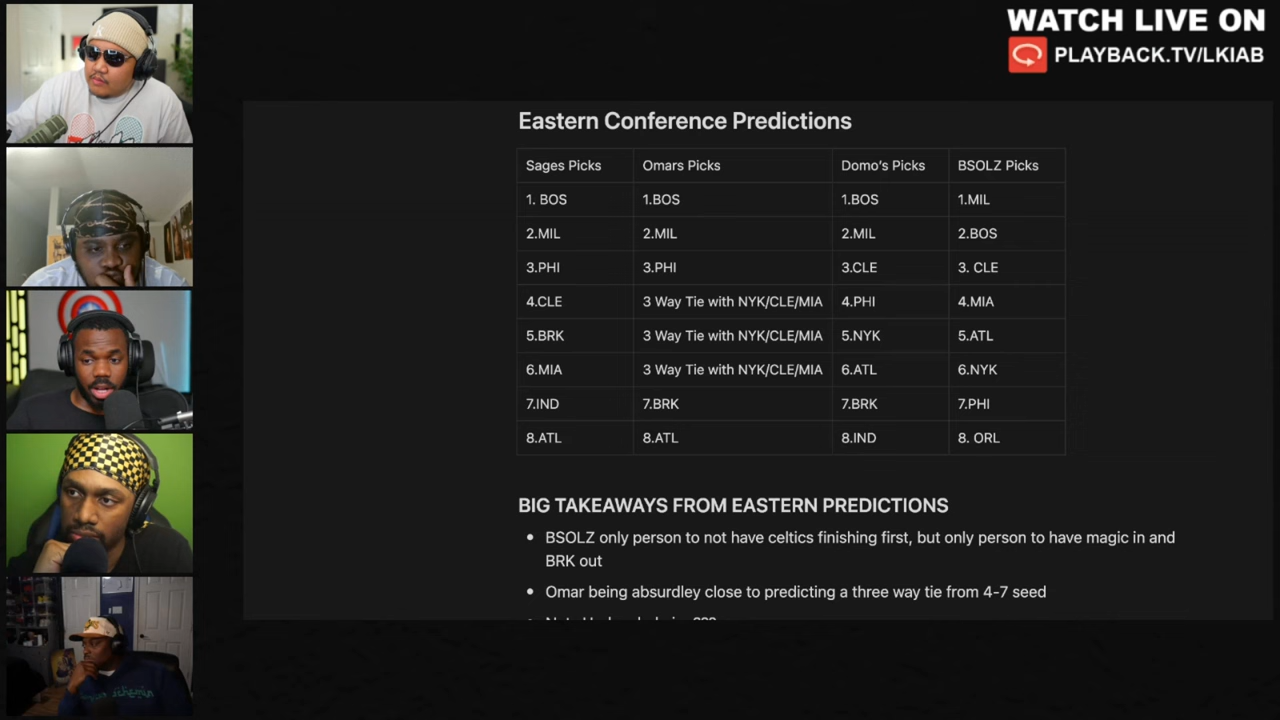 WATCH LIVE ON
PLAYBACK.TV/LKIAB
Eastern Conference Predictions
Sages Picks Omars Picks Domo's Picks BSOLZ Picks
1. BOS 1.BOS 1.BOS 1.MIL
2.MIL 2.MIL 2.MIL 2.BOS
3.PHI 3.PHI 3.CLE 3. CLE
4.CLE 3 Way Tie with NYK/CLE/MIA 4.PHI 4.MIA
5.BRK 3 Way Tie with NYK/CLE/MIA 5.NYK 5.ATL
6.MIA 3 Way Tie with NYK/CLE/MIA 6.ATL 6.NYK
7.IND 7.BRK 7.BRK 7.PHI
8.ATL 8.ATL 8.IND 8. ORL
BIG TAKEAWAYS FROM EASTERN PREDICTIONS
• BSOLZ only person to not have celtics finishing first, but only person to have magic in and
BRK out
• Omar being absurdley close to predicting a three way tie from 4-7 seed